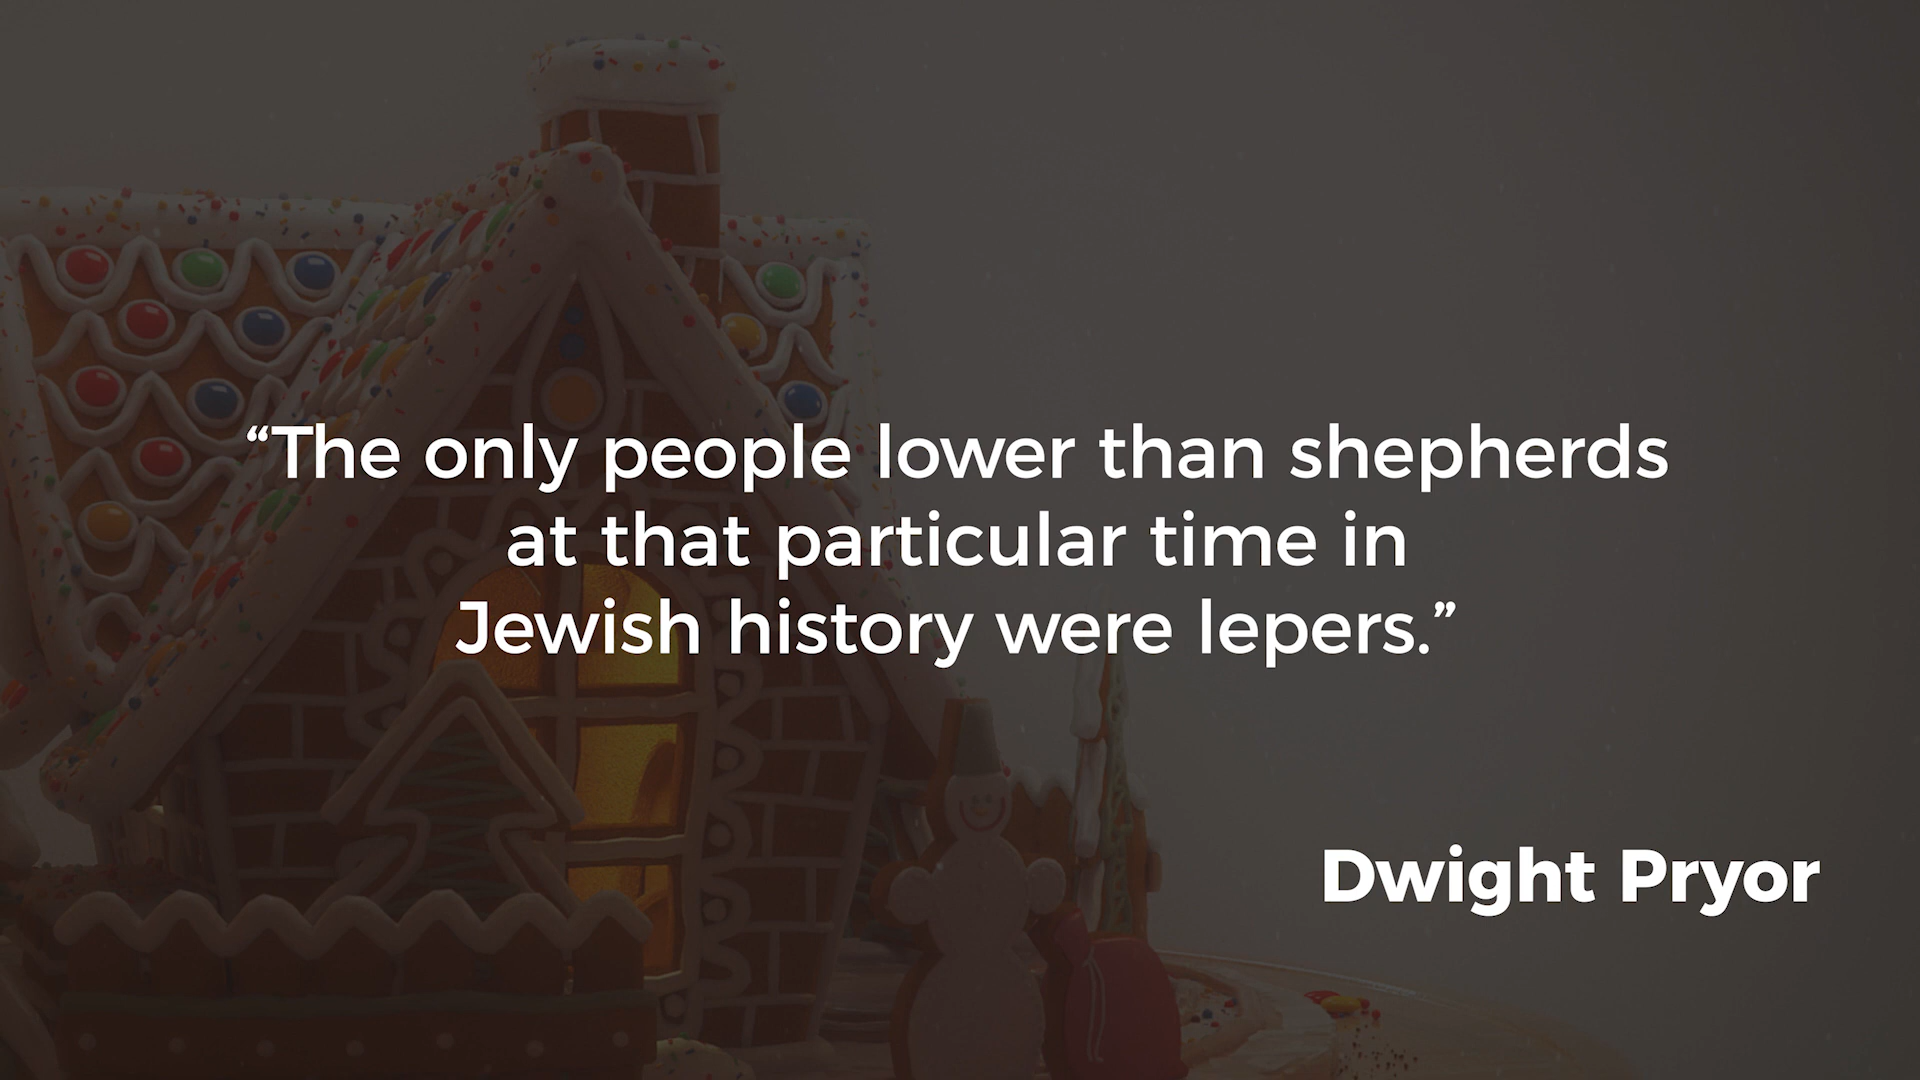 “The only people lower than shepherds
at that particular time in
Jewish history were lepers.”
Dwight Pryor